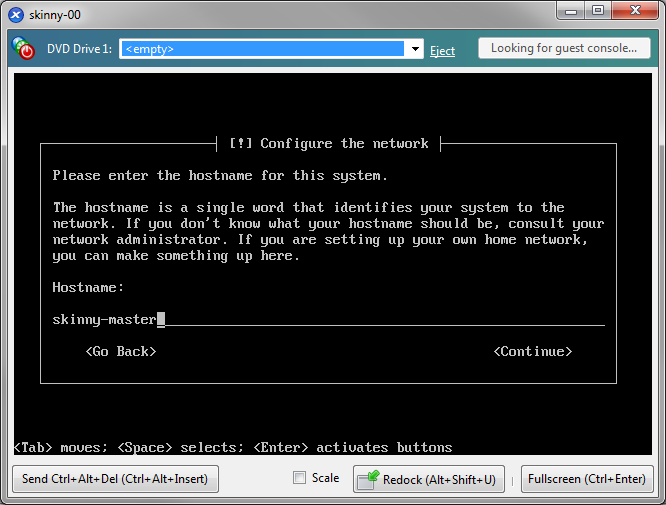 skinny-00
DVD Drive 1: <empty> Eject Looking for guest console...
[!] Configure the network
Please enter the hostname for this system.
The hostname is a single word that identifies your system to the
network. If you don't know what your hostname should be, consult your
network administrator. If you are setting up your own home network,
you can make something up here.
Hostname:
skinny-master
<Go Back> <Continue>
<Tab> moves; <Space> selects; <Enter> activates buttons
Send Ctrl+Alt+Del (Ctrl+Alt+Insert) Scale Redock (Alt+Shift+U) Fullscreen (Ctrl+Enter)